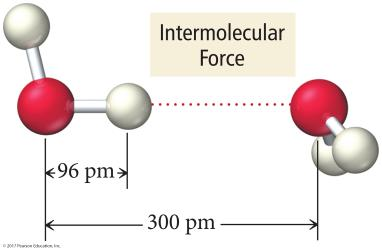 Intermolecular
Force
96 pm
300 pm
© 2017 Pearson Education, Inc.